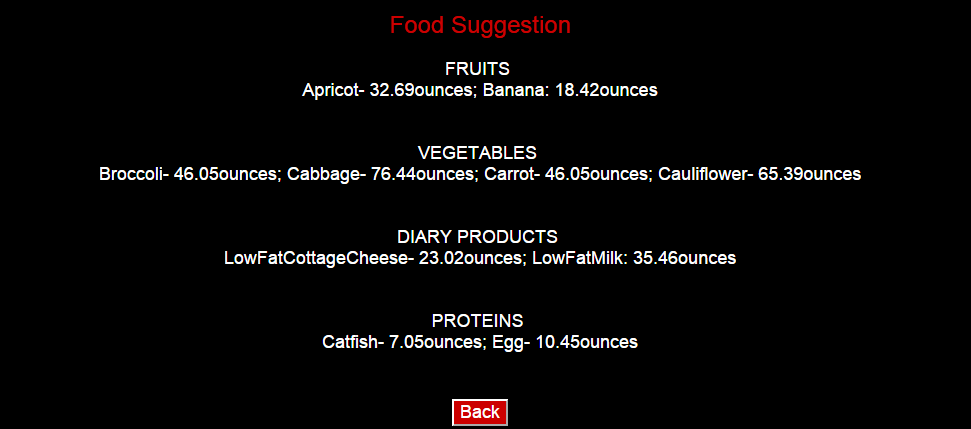 Food Suggestion
FRUITS
Apricot- 32.69ounces; Banana: 18.42ounces
VEGETABLES
Broccoli- 46.05ounces; Cabbage- 76.44ounces; Carrot- 46.05ounces; Cauliflower- 65.39ounces
DIARY PRODUCTS
LowFatCottageCheese- 23.02ounces; LowFatMilk: 35.46ounces
PROTEINS
Catfish- 7.05ounces; Egg- 10.45ounces
Back